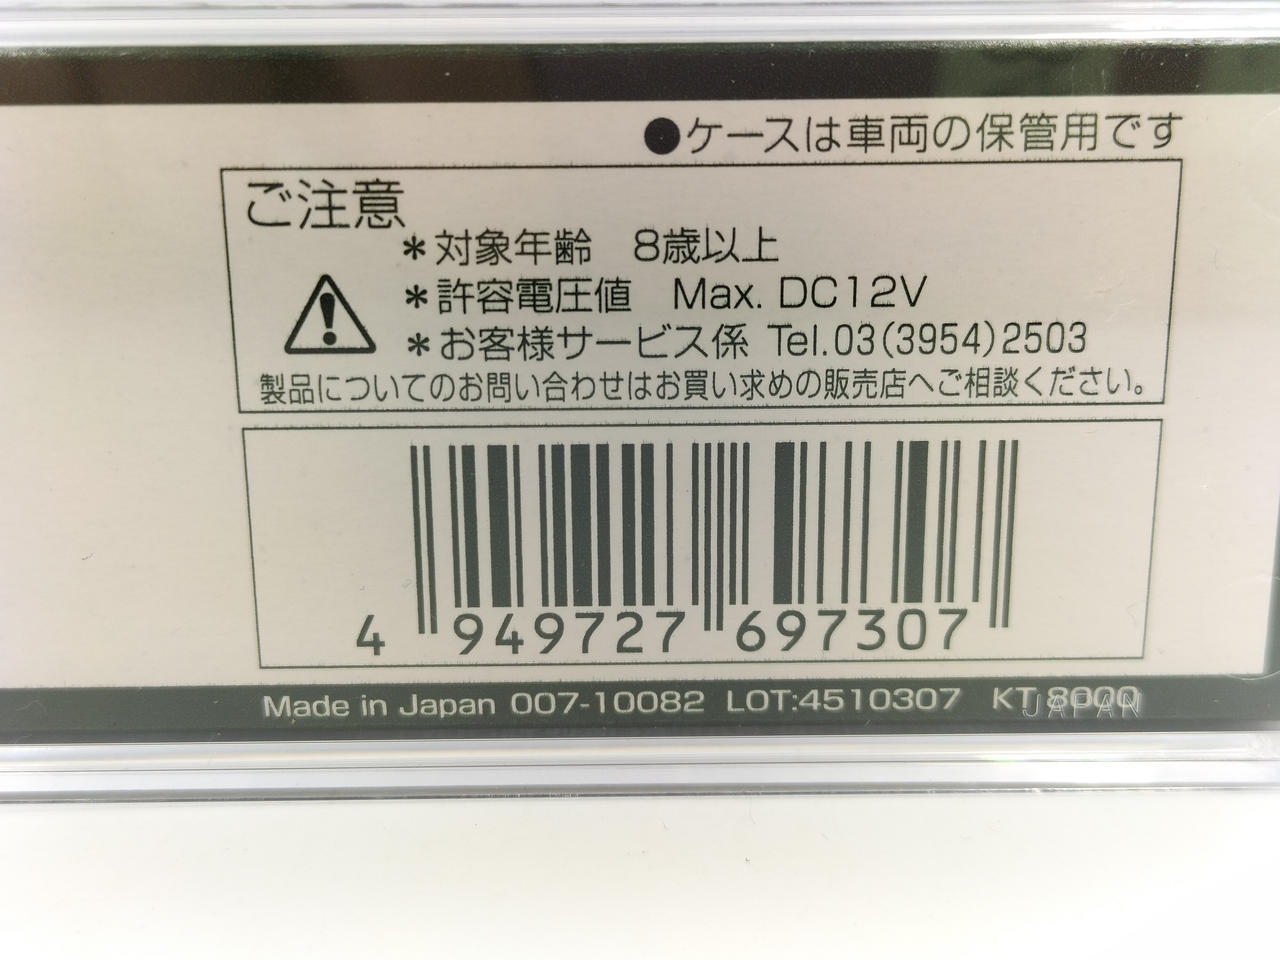 ●ケースは車両の保管用です
ご注意
＊対象年齢　8歳以上
＊許容電圧値　Max. DC12V
＊お客様サービス係 Tel.03(3954)2503
製品についてのお問い合わせはお買い求めの販売店へご相談ください。
4 949727 697307
Made in Japan 007-10082 LOT:4510307 KT 8000
JAPAN